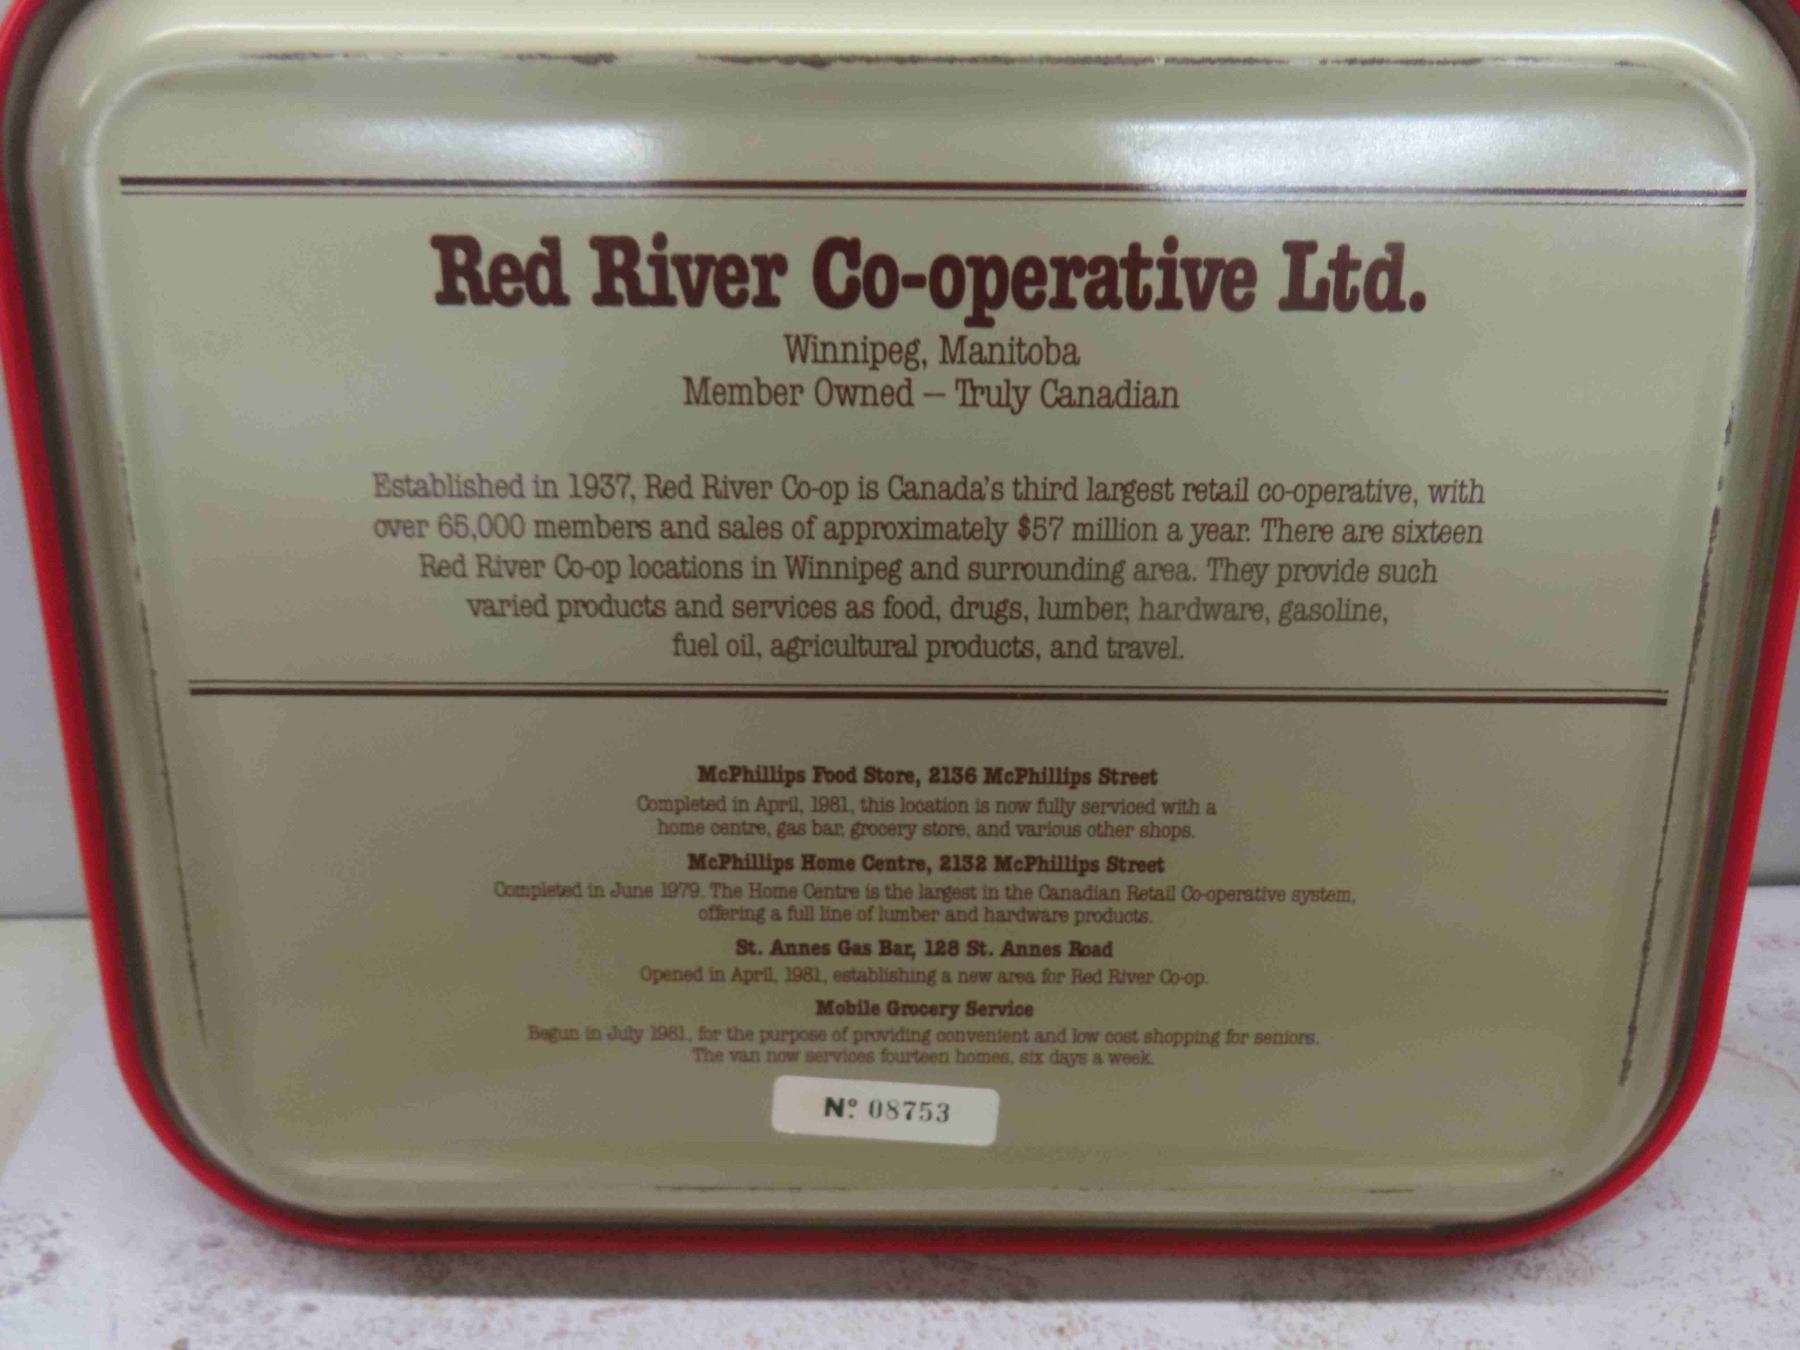 Red River Co-operative Ltd.
Winnipeg, Manitoba
Member Owned – Truly Canadian
Established in 1937, Red River Co-op is Canada's third largest retail co-operative, with
over 65,000 members and sales of approximately $57 million a year. There are sixteen
Red River Co-op locations in Winnipeg and surrounding area. They provide such
varied products and services as food, drugs, lumber, hardware, gasoline,
fuel oil, agricultural products, and travel.
McPhillips Food Store, 2136 McPhillips Street
Completed in April, 1981, this location is now fully serviced with a
home centre, gas bar, grocery store, and various other shops.
McPhillips Home Centre, 2132 McPhillips Street
Completed in June 1979. The Home Centre is the largest in the Canadian Retail Co-operative system,
offering a full line of lumber and hardware products.
St. Annes Gas Bar, 128 St. Annes Road
Opened in April, 1981, establishing a new area for Red River Co-op.
Mobile Grocery Service
Begun in July 1981, for the purpose of providing convenient and low cost shopping for seniors.
The van now services fourteen homes, six days a week.
Nº 08753